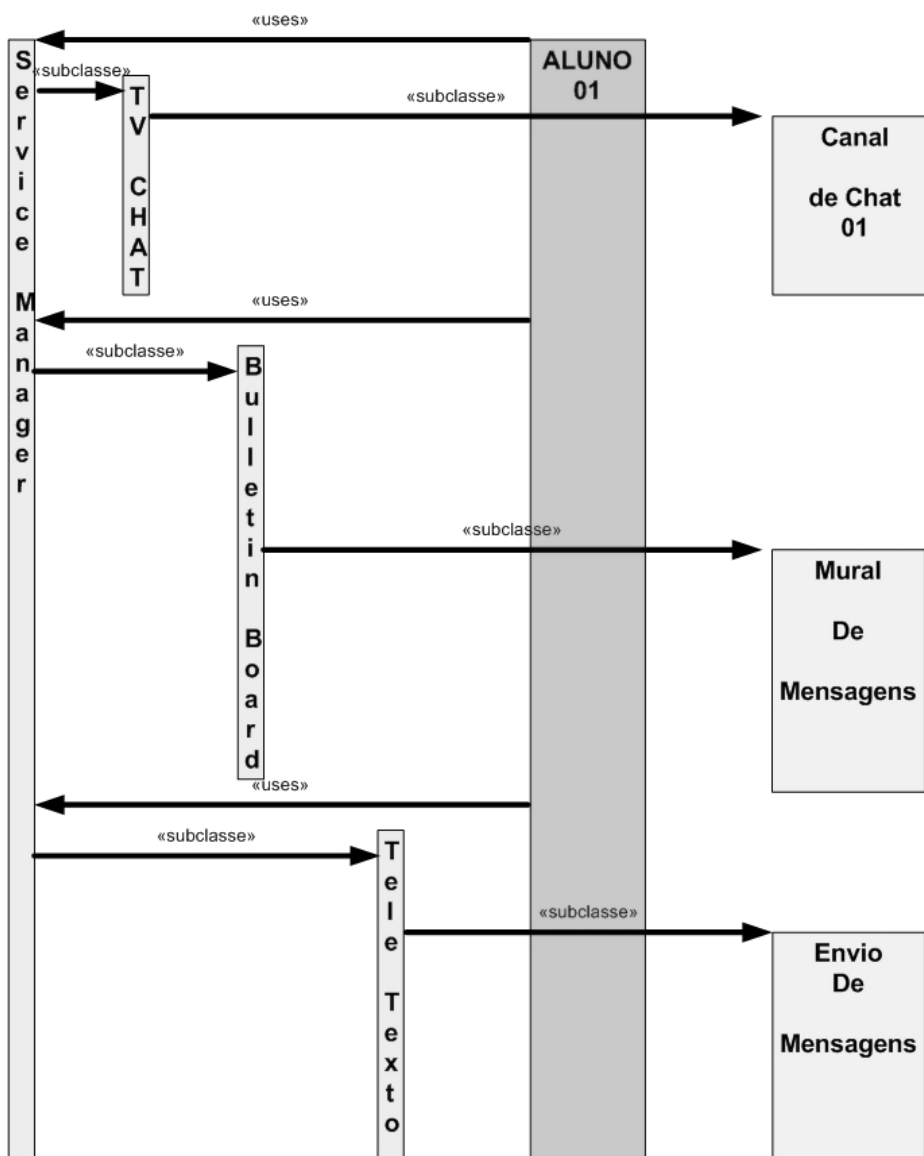 «uses»
Service Manager
«subclasse»
TV CHAT
ALUNO
01
«subclasse»
Canal
de Chat
01
«uses»
«subclasse»
Bulletin Board
«subclasse»
Mural
De
Mensagens
«uses»
«subclasse»
Tele Texto
«subclasse»
Envio
De
Mensagens